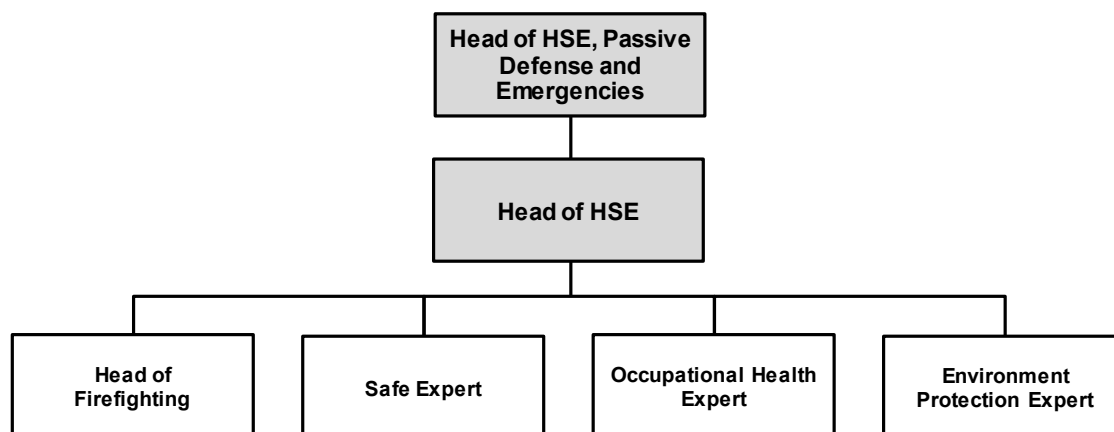 Head of HSE, Passive
Defense and
Emergencies
Head of HSE
Head of
Firefighting
Safe Expert
Occupational Health
Expert
Environment
Protection Expert